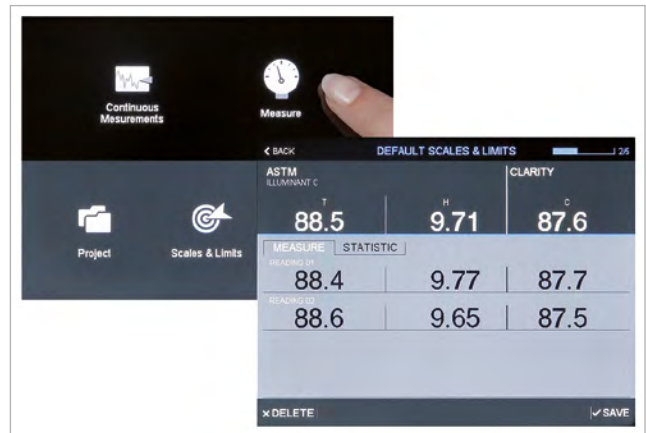 Continuous
Mesurements
Measure
Project
Scales & Limits
< BACK
DEFAULT SCALES & LIMITS
2/6
ASTM
ILLUMINANT C
CLARITY
T
H
C
88.5
9.71
87.6
MEASURE
STATISTIC
READING 01
88.4
9.77
87.7
READING 02
88.6
9.65
87.5
× DELETE
✓ SAVE